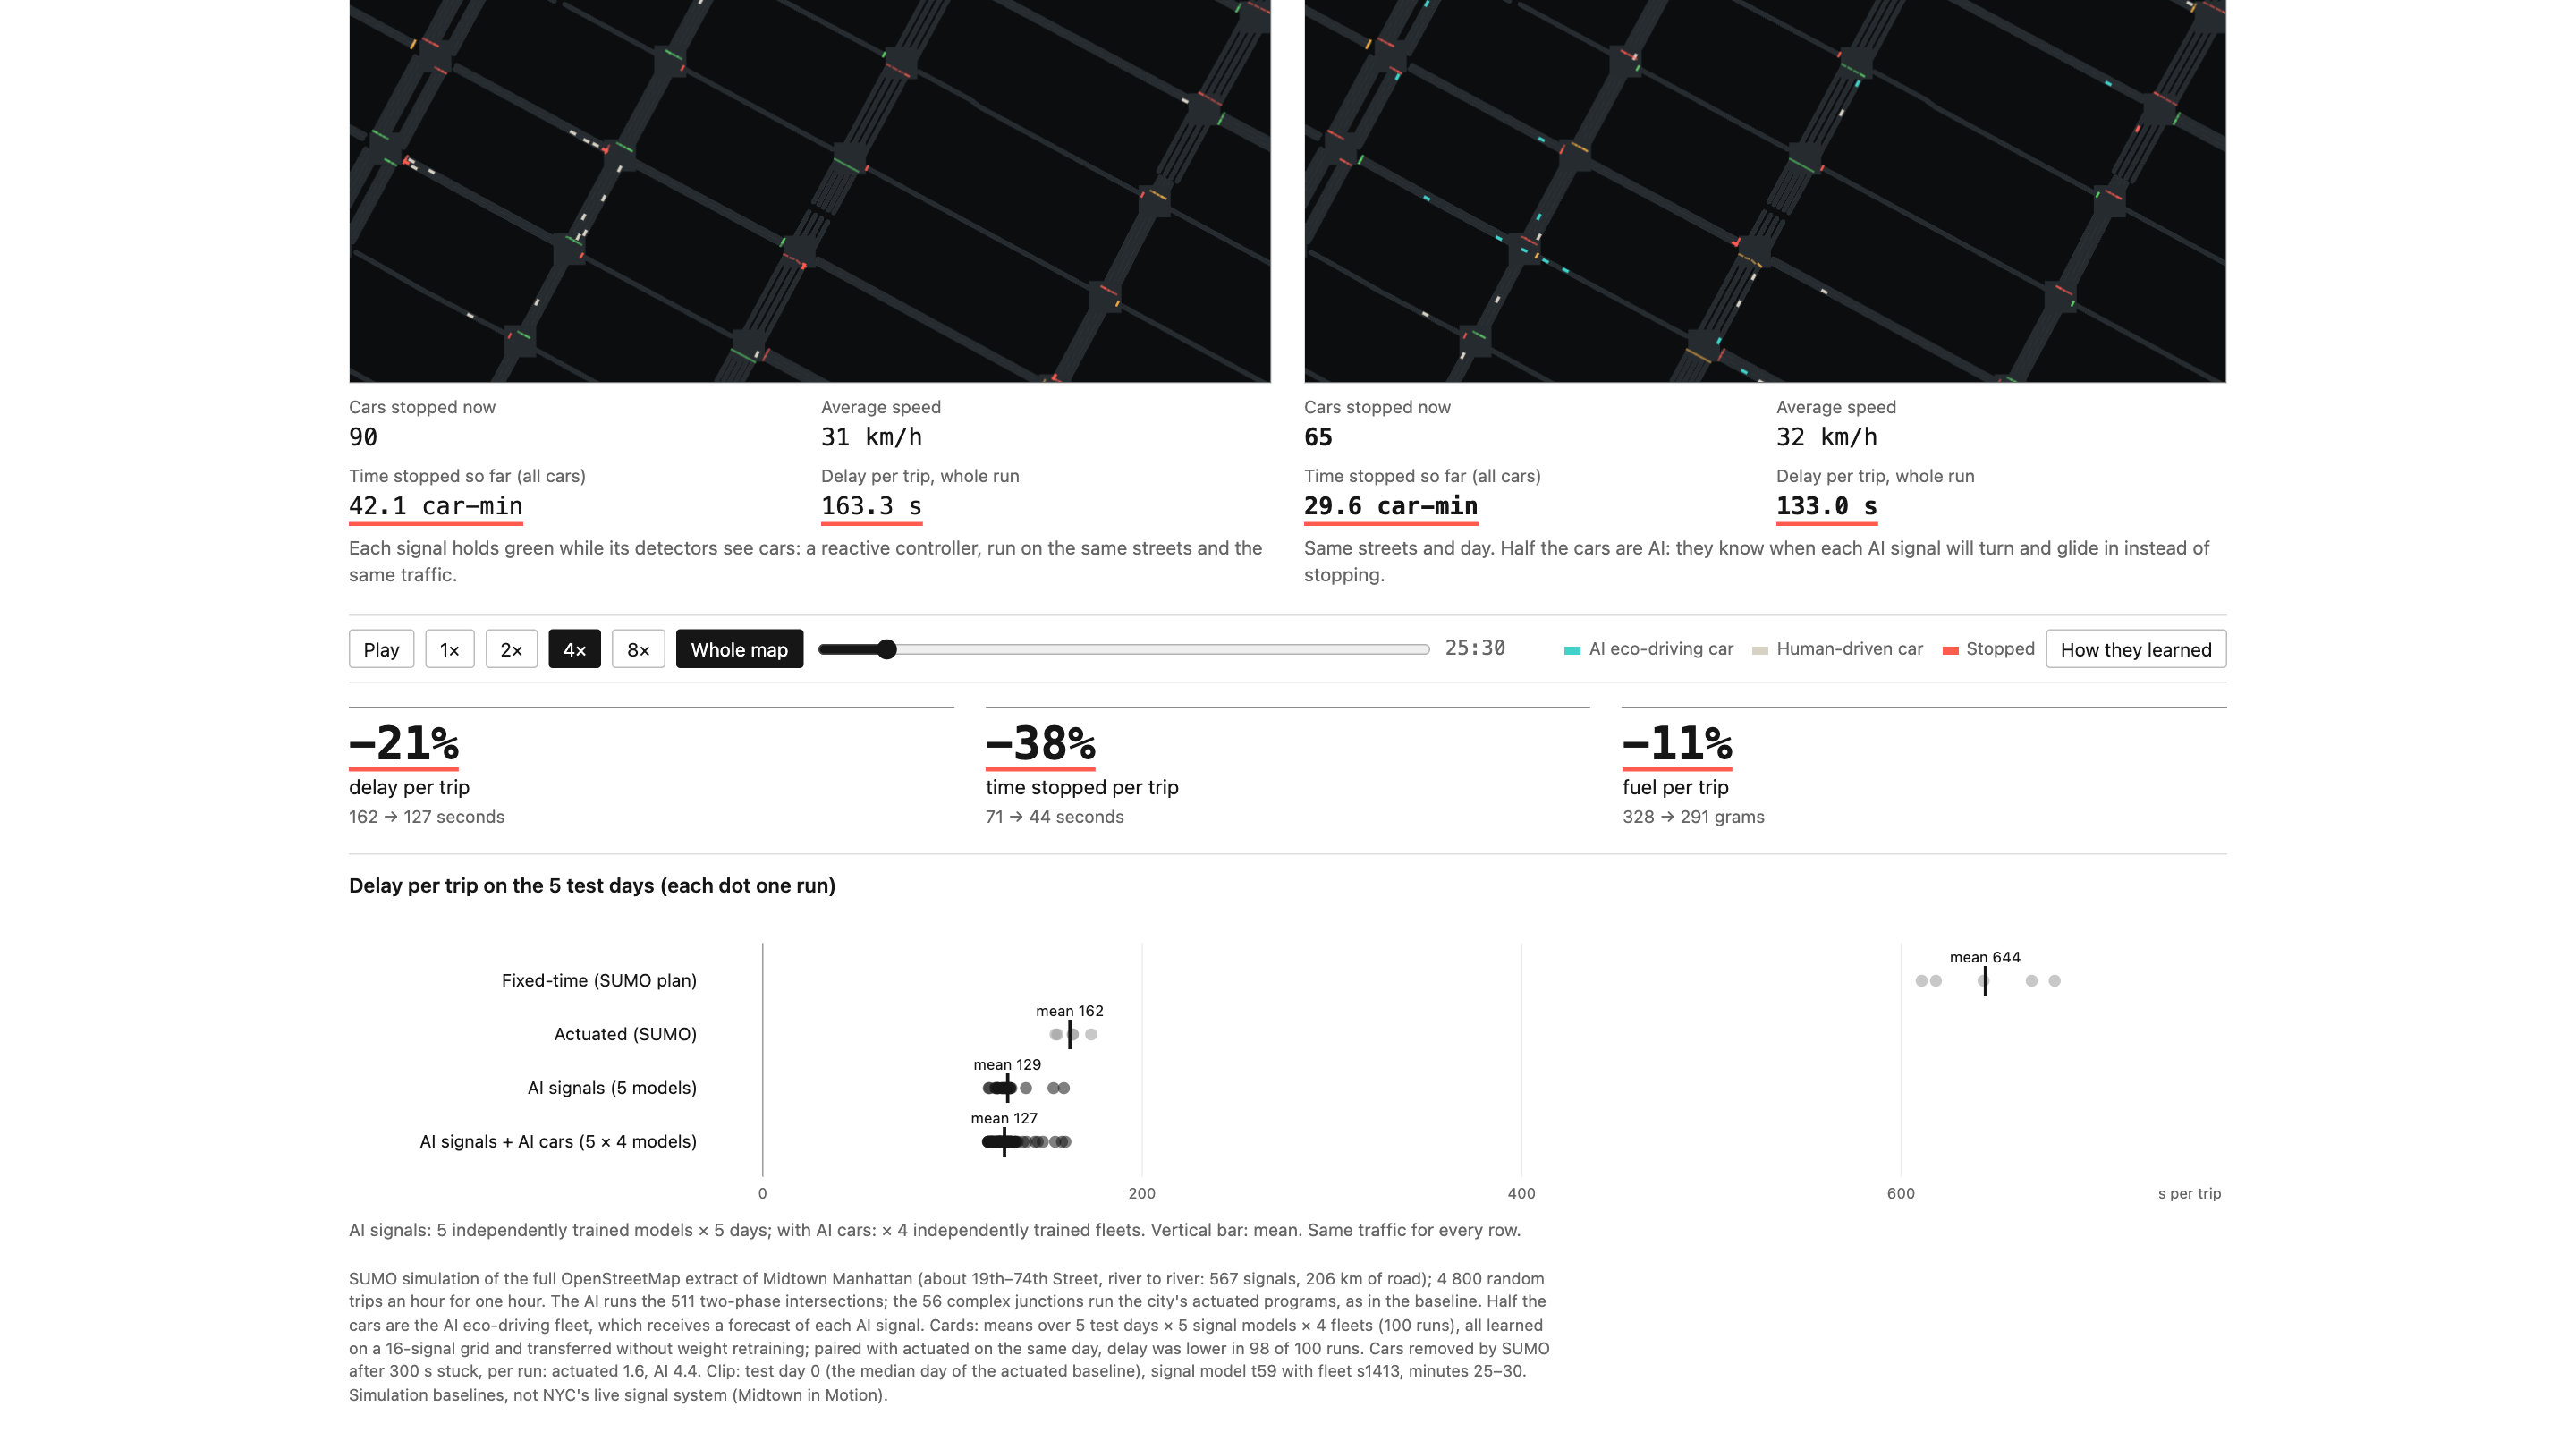 Cars stopped now
90
Average speed
31 km/h
Time stopped so far (all cars)
42.1 car-min
Delay per trip, whole run
163.3 s
Each signal holds green while its detectors see cars: a reactive controller, run on the same streets and the
same traffic.
Cars stopped now
65
Average speed
32 km/h
Time stopped so far (all cars)
29.6 car-min
Delay per trip, whole run
133.0 s
Same streets and day. Half the cars are AI: they know when each AI signal will turn and glide in instead of
stopping.
Play 1× 2× 4× 8× Whole map 25:30 AI eco-driving car Human-driven car Stopped How they learned
−21%
delay per trip
162 → 127 seconds
−38%
time stopped per trip
71 → 44 seconds
−11%
fuel per trip
328 → 291 grams
Delay per trip on the 5 test days (each dot one run)
mean 644
Fixed-time (SUMO plan)
mean 162
Actuated (SUMO)
mean 129
AI signals (5 models)
mean 127
AI signals + AI cars (5 × 4 models)
0 200 400 600 s per trip
AI signals: 5 independently trained models × 5 days; with AI cars: × 4 independently trained fleets. Vertical bar: mean. Same traffic for every row.
SUMO simulation of the full OpenStreetMap extract of Midtown Manhattan (about 19th–74th Street, river to river: 567 signals, 206 km of road); 4 800 random
trips an hour for one hour. The AI runs the 511 two-phase intersections; the 56 complex junctions run the city's actuated programs, as in the baseline. Half the
cars are the AI eco-driving fleet, which receives a forecast of each AI signal. Cards: means over 5 test days × 5 signal models × 4 fleets (100 runs), all learned
on a 16-signal grid and transferred without weight retraining; paired with actuated on the same day, delay was lower in 98 of 100 runs. Cars removed by SUMO
after 300 s stuck, per run: actuated 1.6, AI 4.4. Clip: test day 0 (the median day of the actuated baseline), signal model t59 with fleet s1413, minutes 25–30.
Simulation baselines, not NYC's live signal system (Midtown in Motion).